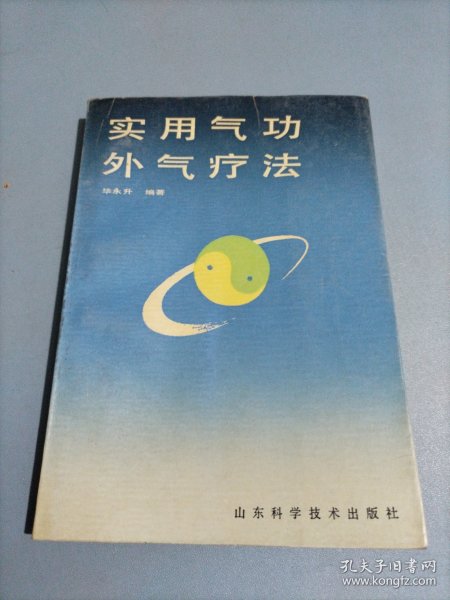 实用气功
外气疗法
毕永升 编著
山东科学技术出版社
孔夫子旧书网
www.kongfz.com